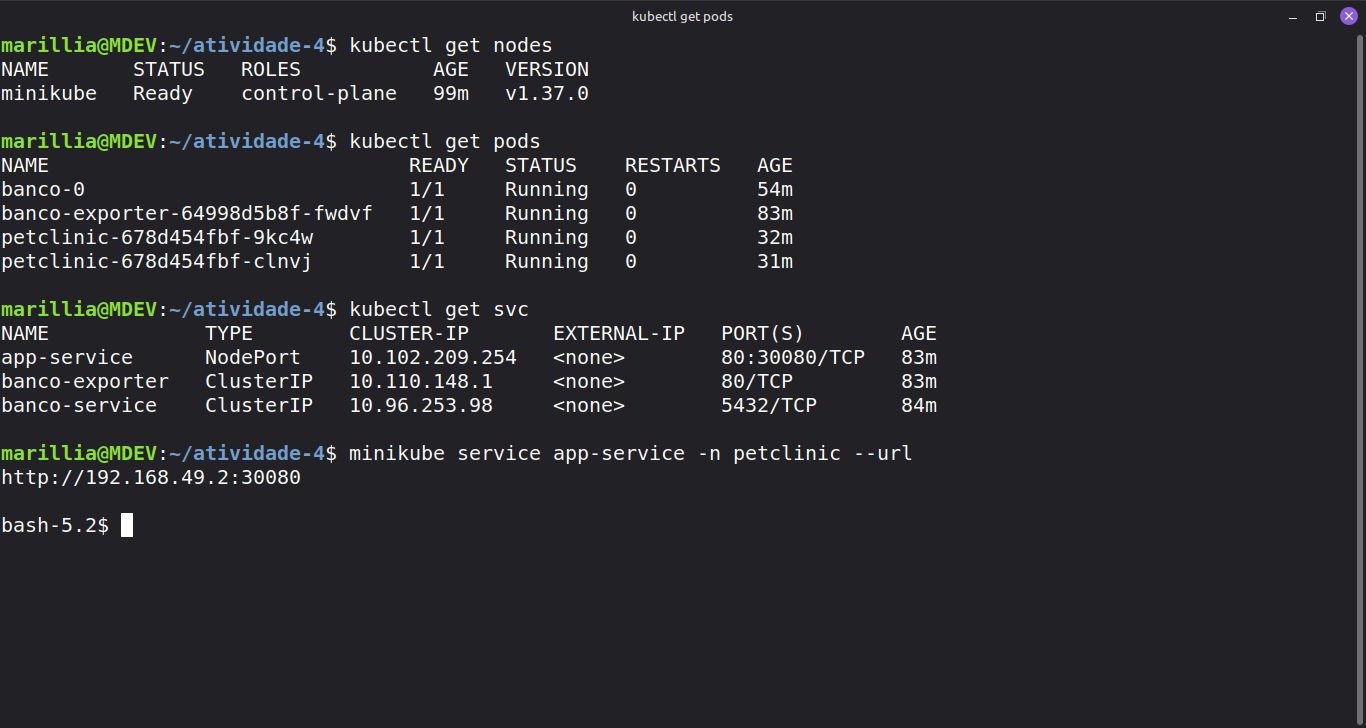 kubectl get pods
marillia@MDEV:~/atividade-4$ kubectl get nodes
NAME       STATUS   ROLES           AGE   VERSION
minikube   Ready    control-plane   99m   v1.37.0
marillia@MDEV:~/atividade-4$ kubectl get pods
NAME                              READY   STATUS    RESTARTS   AGE
banco-0                           1/1     Running   0          54m
banco-exporter-64998d5b8f-fwdvf   1/1     Running   0          83m
petclinic-678d454fbf-9kc4w        1/1     Running   0          32m
petclinic-678d454fbf-clnvj        1/1     Running   0          31m
marillia@MDEV:~/atividade-4$ kubectl get svc
NAME             TYPE        CLUSTER-IP       EXTERNAL-IP   PORT(S)        AGE
app-service      NodePort    10.102.209.254   <none>        80:30080/TCP   83m
banco-exporter   ClusterIP   10.110.148.1     <none>        80/TCP         83m
banco-service    ClusterIP   10.96.253.98     <none>        5432/TCP       84m
marillia@MDEV:~/atividade-4$ minikube service app-service -n petclinic --url
http://192.168.49.2:30080
bash-5.2$